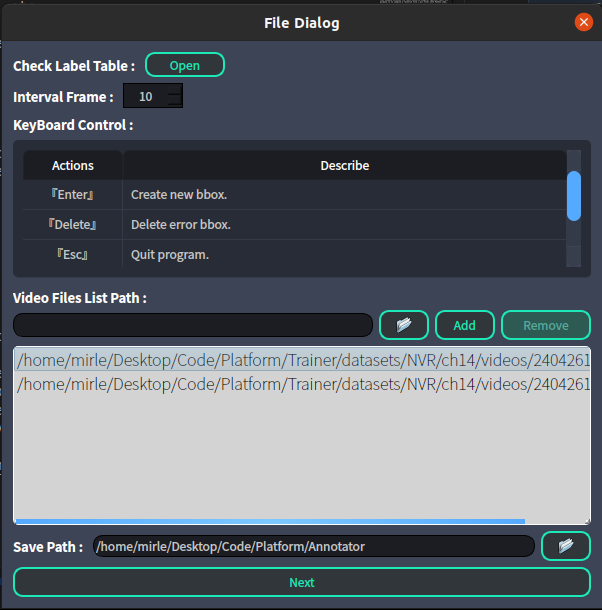 File Dialog
Check Label Table : Open
Interval Frame : 10
KeyBoard Control :
Actions Describe
『Enter』 Create new bbox.
『Delete』 Delete error bbox.
『Esc』 Quit program.
Video Files List Path :
Add Remove
/home/mirle/Desktop/Code/Platform/Trainer/datasets/NVR/ch14/videos/2404261
/home/mirle/Desktop/Code/Platform/Trainer/datasets/NVR/ch14/videos/2404261
Save Path : /home/mirle/Desktop/Code/Platform/Annotator
Next